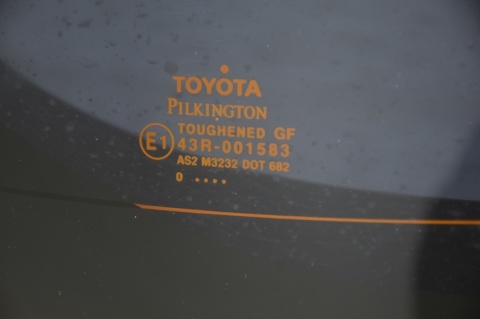 TOYOTA
PILKINGTON
TOUGHENED GF
E1 43R-001583
AS2 M3232 DOT 682
0 ....